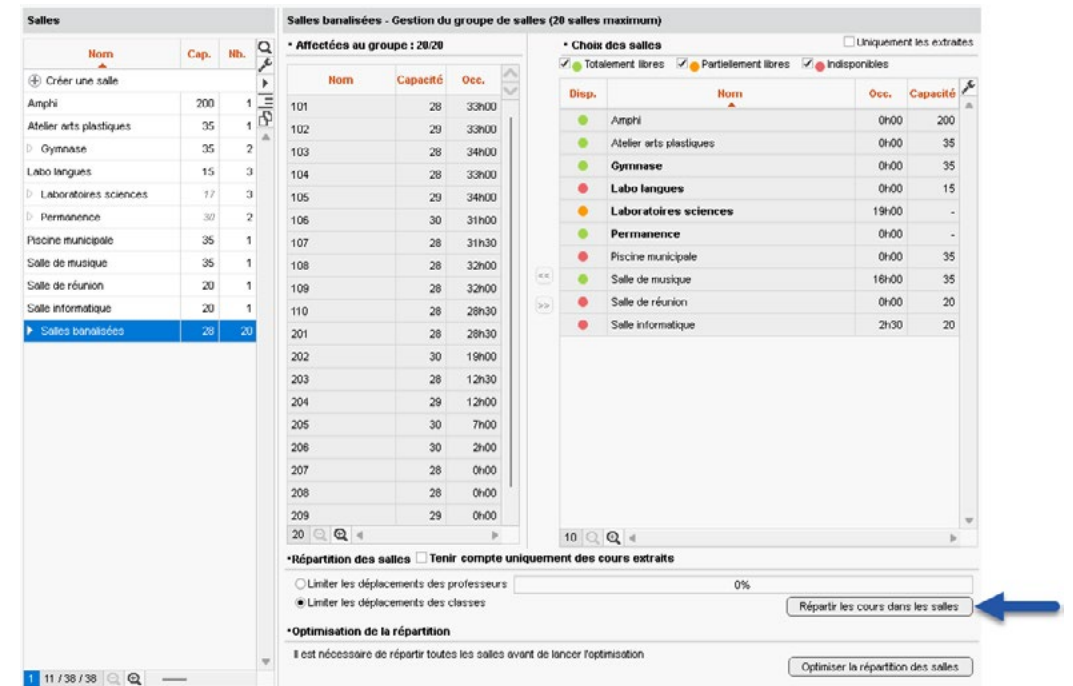 Salles
Nom Cap. Nb.
Créer une salle
Amphi 200 1
Atelier arts plastiques 35 1
Gymnase 35 2
Labo langues 15 3
Laboratoires sciences 17 3
Permanence 30 2
Piscine municipale 35 1
Salle de musique 35 1
Salle de réunion 20 1
Salle informatique 20 1
Salles banalisées 28 20
1 11 / 38 / 38
Salles banalisées - Gestion du groupe de salles (20 salles maximum)
• Affectées au groupe : 20/20
Nom Capacité Occ.
101 28 33h00
102 29 33h00
103 28 34h00
104 28 33h00
105 29 34h00
106 30 31h00
107 28 31h30
108 28 32h00
109 28 32h00
110 28 28h30
201 28 28h30
202 30 19h00
203 28 12h30
204 29 12h00
205 30 7h00
206 30 2h00
207 28 0h00
208 28 0h00
209 29 0h00
20
<< 
>>
• Choix des salles Uniquement les extraites
Totalement libres Partiellement libres Indisponibles
Disp. Nom Occ. Capacité
Amphi 0h00 200
Atelier arts plastiques 0h00 35
Gymnase 0h00 35
Labo langues 0h00 15
Laboratoires sciences 19h00 -
Permanence 0h00 -
Piscine municipale 0h00 35
Salle de musique 16h00 35
Salle de réunion 0h00 20
Salle informatique 2h30 20
10
•Répartition des salles Tenir compte uniquement des cours extraits
Limiter les déplacements des professeurs 0%
Limiter les déplacements des classes
Répartir les cours dans les salles
•Optimisation de la répartition
Il est nécessaire de répartir toutes les salles avant de lancer l'optimisation
Optimiser la répartition des salles